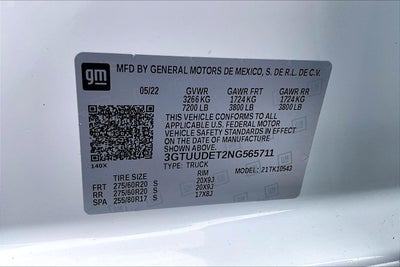 gm MFD BY GENERAL MOTORS DE MEXICO, S. DE R.L. DE C.V.
05/22 GVWR GAWR FRT GAWR RR
3266 KG 1724 KG 1724 KG
7200 LB 3800 LB 3800 LB
THIS VEHICLE CONFORMS TO ALL
APPLICABLE U.S. FEDERAL MOTOR
VEHICLE SAFETY STANDARDS IN EFFECT
ON THE DATE OF MANUFACTURE
SHOWN ABOVE.
140X 3GTUUDET2NG565711
TYPE: TRUCK MODEL: 21TK10543
TIRE SIZE RIM
FRT 275/60R20 S 20X9J
RR 275/60R20 S 20X9J
SPA 255/80R17 S 17X8J